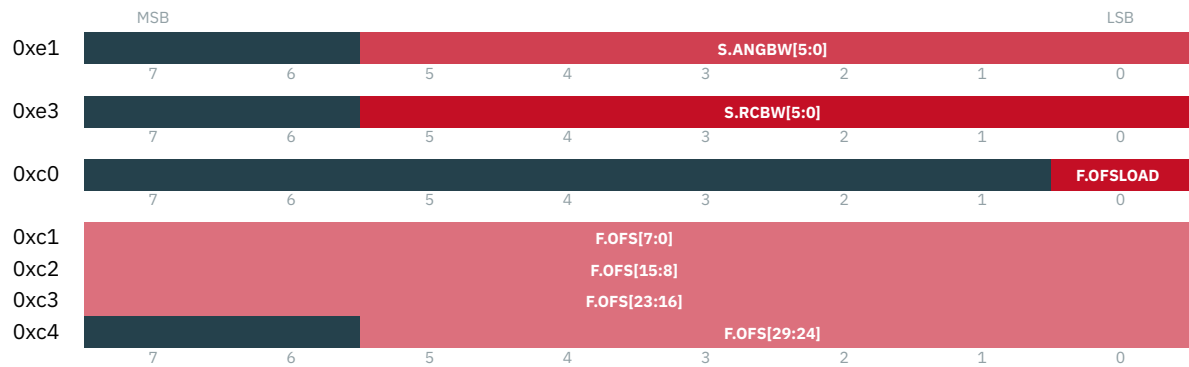 MSB LSB
0xe1 S.ANGBW[5:0]
7 6 5 4 3 2 1 0
0xe3 S.RCBW[5:0]
7 6 5 4 3 2 1 0
0xc0 F.OFSLOAD
7 6 5 4 3 2 1 0
0xc1 F.OFS[7:0]
0xc2 F.OFS[15:8]
0xc3 F.OFS[23:16]
0xc4 F.OFS[29:24]
7 6 5 4 3 2 1 0